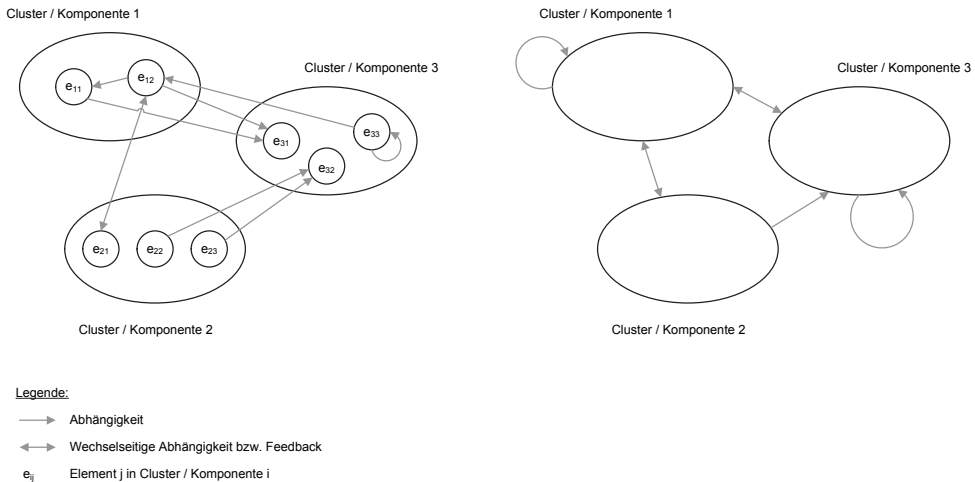 Cluster / Komponente 1
Cluster / Komponente 3
e11
e12
e31
e32
e33
e21
e22
e23
Cluster / Komponente 2
Cluster / Komponente 1
Cluster / Komponente 3
Cluster / Komponente 2
Legende:
Abhängigkeit
Wechselseitige Abhängigkeit bzw. Feedback
eij Element j in Cluster / Komponente i